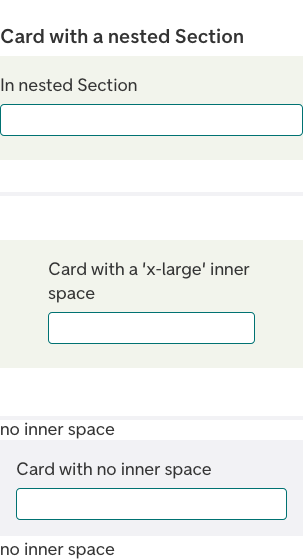 Card with a nested Section
In nested Section
Card with a 'x-large' inner
space
no inner space
Card with no inner space
no inner space